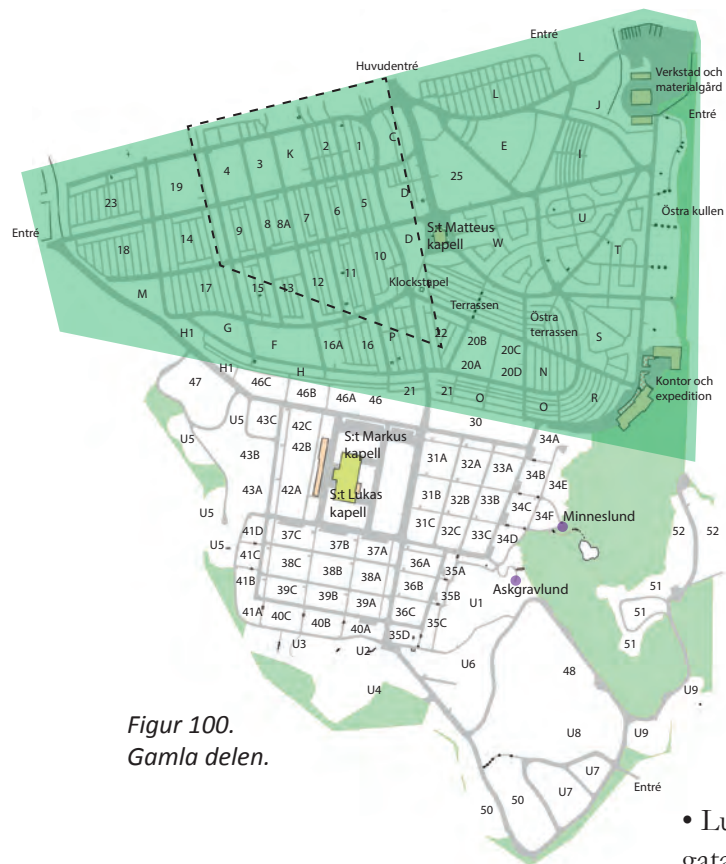 Entré
L
Verkstad och
materialgård
Huvudentré
L
J
Entré
C
2
1
K
3
4
E
I
19
25
23
D
5
6
7
8A
8
9
U
Östra kullen
S:t Matteus
kapell
D
W
T
Entré
14
18
10
11
12
13
15
17
Klockstapel
M
Terrassen
Östra
terrassen
G
H1
F
16A
16
P
22
20B
20C
S
20A
20D
N
H1
H
47
46C
46B
46A
46
21
21
O
O
R
Kontor och
expedition
30
U5
43C
42C
42B
S:t Markus
kapell
34A
U5
43B
31A
32A
33A
34B
34E
43A
42A
S:t Lukas
kapell
31B
32B
33B
34C
34F
Minneslund
U5
31C
32C
33C
34D
52
52
41D
37C
37B
37A
U5
41C
38C
38B
38A
36A
35A
Askgravlund
41B
39C
39B
39A
36B
35B
U1
51
51
41A
40C
40B
40A
36C
35C
35D
51
U3
U2
U6
48
U4
U9
Figur 100.
Gamla delen.
U8
U9
U7
50
50
U7
Entré
• Lu
gata